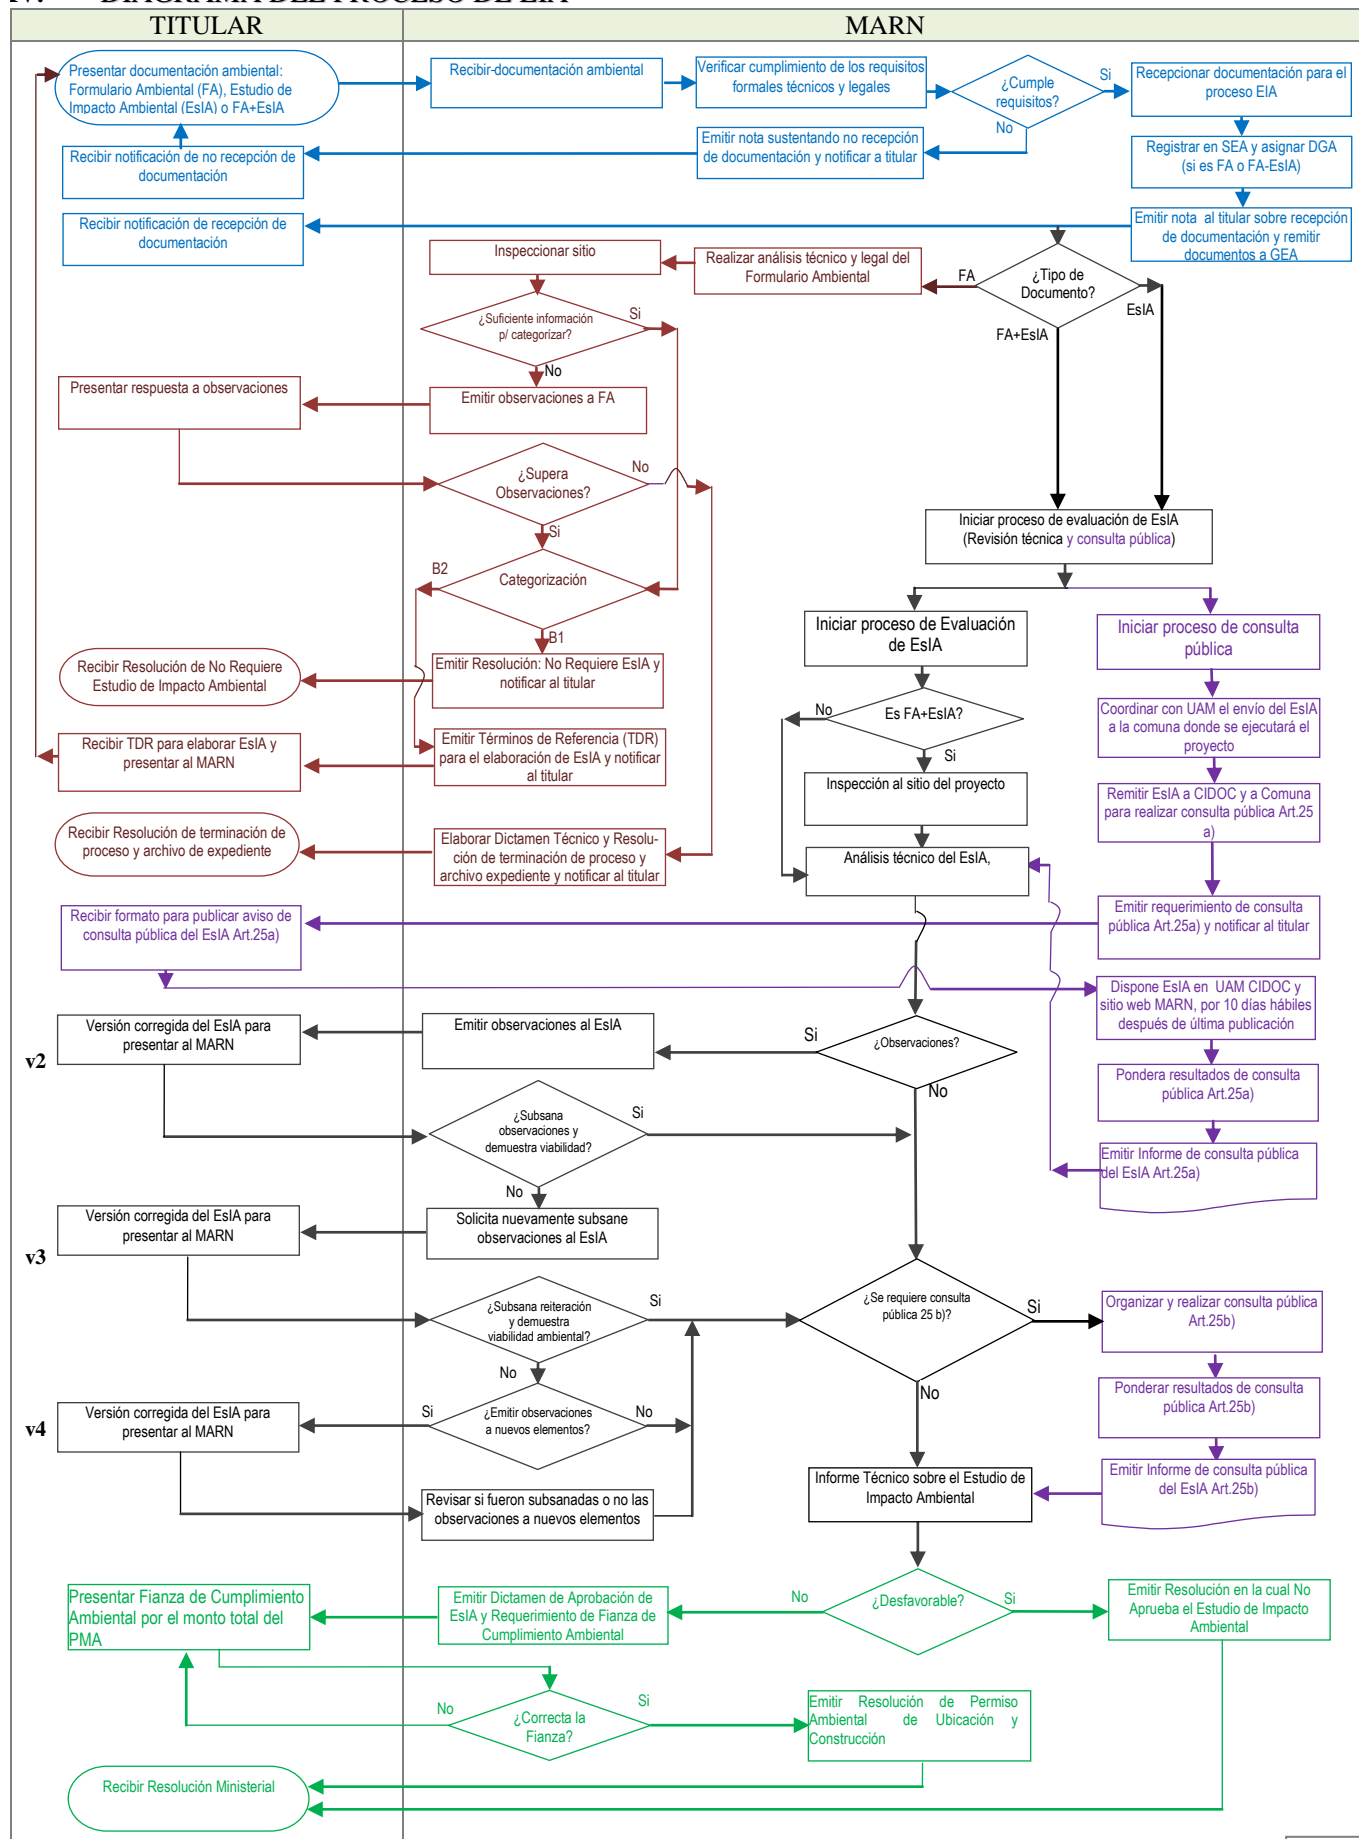 IV. DIAGRAMA DEL PROCESO DE EIA
TITULAR
MARN
Presentar documentación ambiental:
Formulario Ambiental (FA), Estudio de
Impacto Ambiental (EsIA) o FA+EsIA
Recibir-documentación ambiental
Verificar cumplimiento de los requisitos
formales técnicos y legales
¿Cumple
requisitos?
Si
No
Recepcionar documentación para el
proceso EIA
Recibir notificación de no recepción de
documentación
Emitir nota sustentando no recepción
de documentación y notificar a titular
Registrar en SEA y asignar DGA
(si es FA o FA-EsIA)
Recibir notificación de recepción de
documentación
Emitir nota al titular sobre recepción
de documentación y remitir
documentos a GEA
Inspeccionar sitio
Realizar análisis técnico y legal del
Formulario Ambiental
FA
¿Tipo de
Documento?
EsIA
FA+EsIA
¿Suficiente información
p/ categorizar?
Si
No
Presentar respuesta a observaciones
Emitir observaciones a FA
¿Supera
Observaciones?
No
Si
Iniciar proceso de evaluación de EsIA
(Revisión técnica y consulta pública)
B2
Categorización
B1
Iniciar proceso de Evaluación
de EsIA
Iniciar proceso de consulta
pública
Recibir Resolución de No Requiere
Estudio de Impacto Ambiental
Emitir Resolución: No Requiere EsIA y
notificar al titular
No
Es FA+EsIA?
Si
Coordinar con UAM el envío del EsIA
a la comuna donde se ejecutará el
proyecto
Recibir TDR para elaborar EsIA y
presentar al MARN
Emitir Términos de Referencia (TDR)
para el elaboración de EsIA y notificar
al titular
Inspección al sitio del proyecto
Remitir EsIA a CIDOC y a Comuna
para realizar consulta pública Art.25
a)
Recibir Resolución de terminación de
proceso y archivo de expediente
Elaborar Dictamen Técnico y Resolu-
ción de terminación de proceso y
archivo expediente y notificar al titular
Análisis técnico del EsIA,
Recibir formato para publicar aviso de
consulta pública del EsIA Art.25a)
Emitir requerimiento de consulta
pública Art.25a) y notificar al titular
Dispone EsIA en UAM CIDOC y
sitio web MARN, por 10 días hábiles
después de última publicación
v2
Versión corregida del EsIA para
presentar al MARN
Emitir observaciones al EsIA
Si
¿Observaciones?
No
Pondera resultados de consulta
pública Art.25a)
¿Subsana
observaciones y
demuestra viabilidad?
Si
No
Emitir Informe de consulta pública
del EsIA Art.25a)
v3
Versión corregida del EsIA para
presentar al MARN
Solicita nuevamente subsane
observaciones al EsIA
¿Subsana reiteración
y demuestra
viabilidad ambiental?
Si
No
¿Se requiere consulta
pública 25 b)?
Si
No
Organizar y realizar consulta pública
Art.25b)
Ponderar resultados de consulta
pública Art.25b)
v4
Versión corregida del EsIA para
presentar al MARN
Si
¿Emitir observaciones
a nuevos elementos?
No
Revisar si fueron subsanadas o no las
observaciones a nuevos elementos
Informe Técnico sobre el Estudio de
Impacto Ambiental
Emitir Informe de consulta pública
del EsIA Art.25b)
Presentar Fianza de Cumplimiento
Ambiental por el monto total del
PMA
Emitir Dictamen de Aprobación de
EsIA y Requerimiento de Fianza de
Cumplimiento Ambiental
No
¿Desfavorable?
Si
Emitir Resolución en la cual No
Aprueba el Estudio de Impacto
Ambiental
No
¿Correcta la
Fianza?
Si
Emitir Resolución de Permiso
Ambiental de Ubicación y
Construcción
Recibir Resolución Ministerial